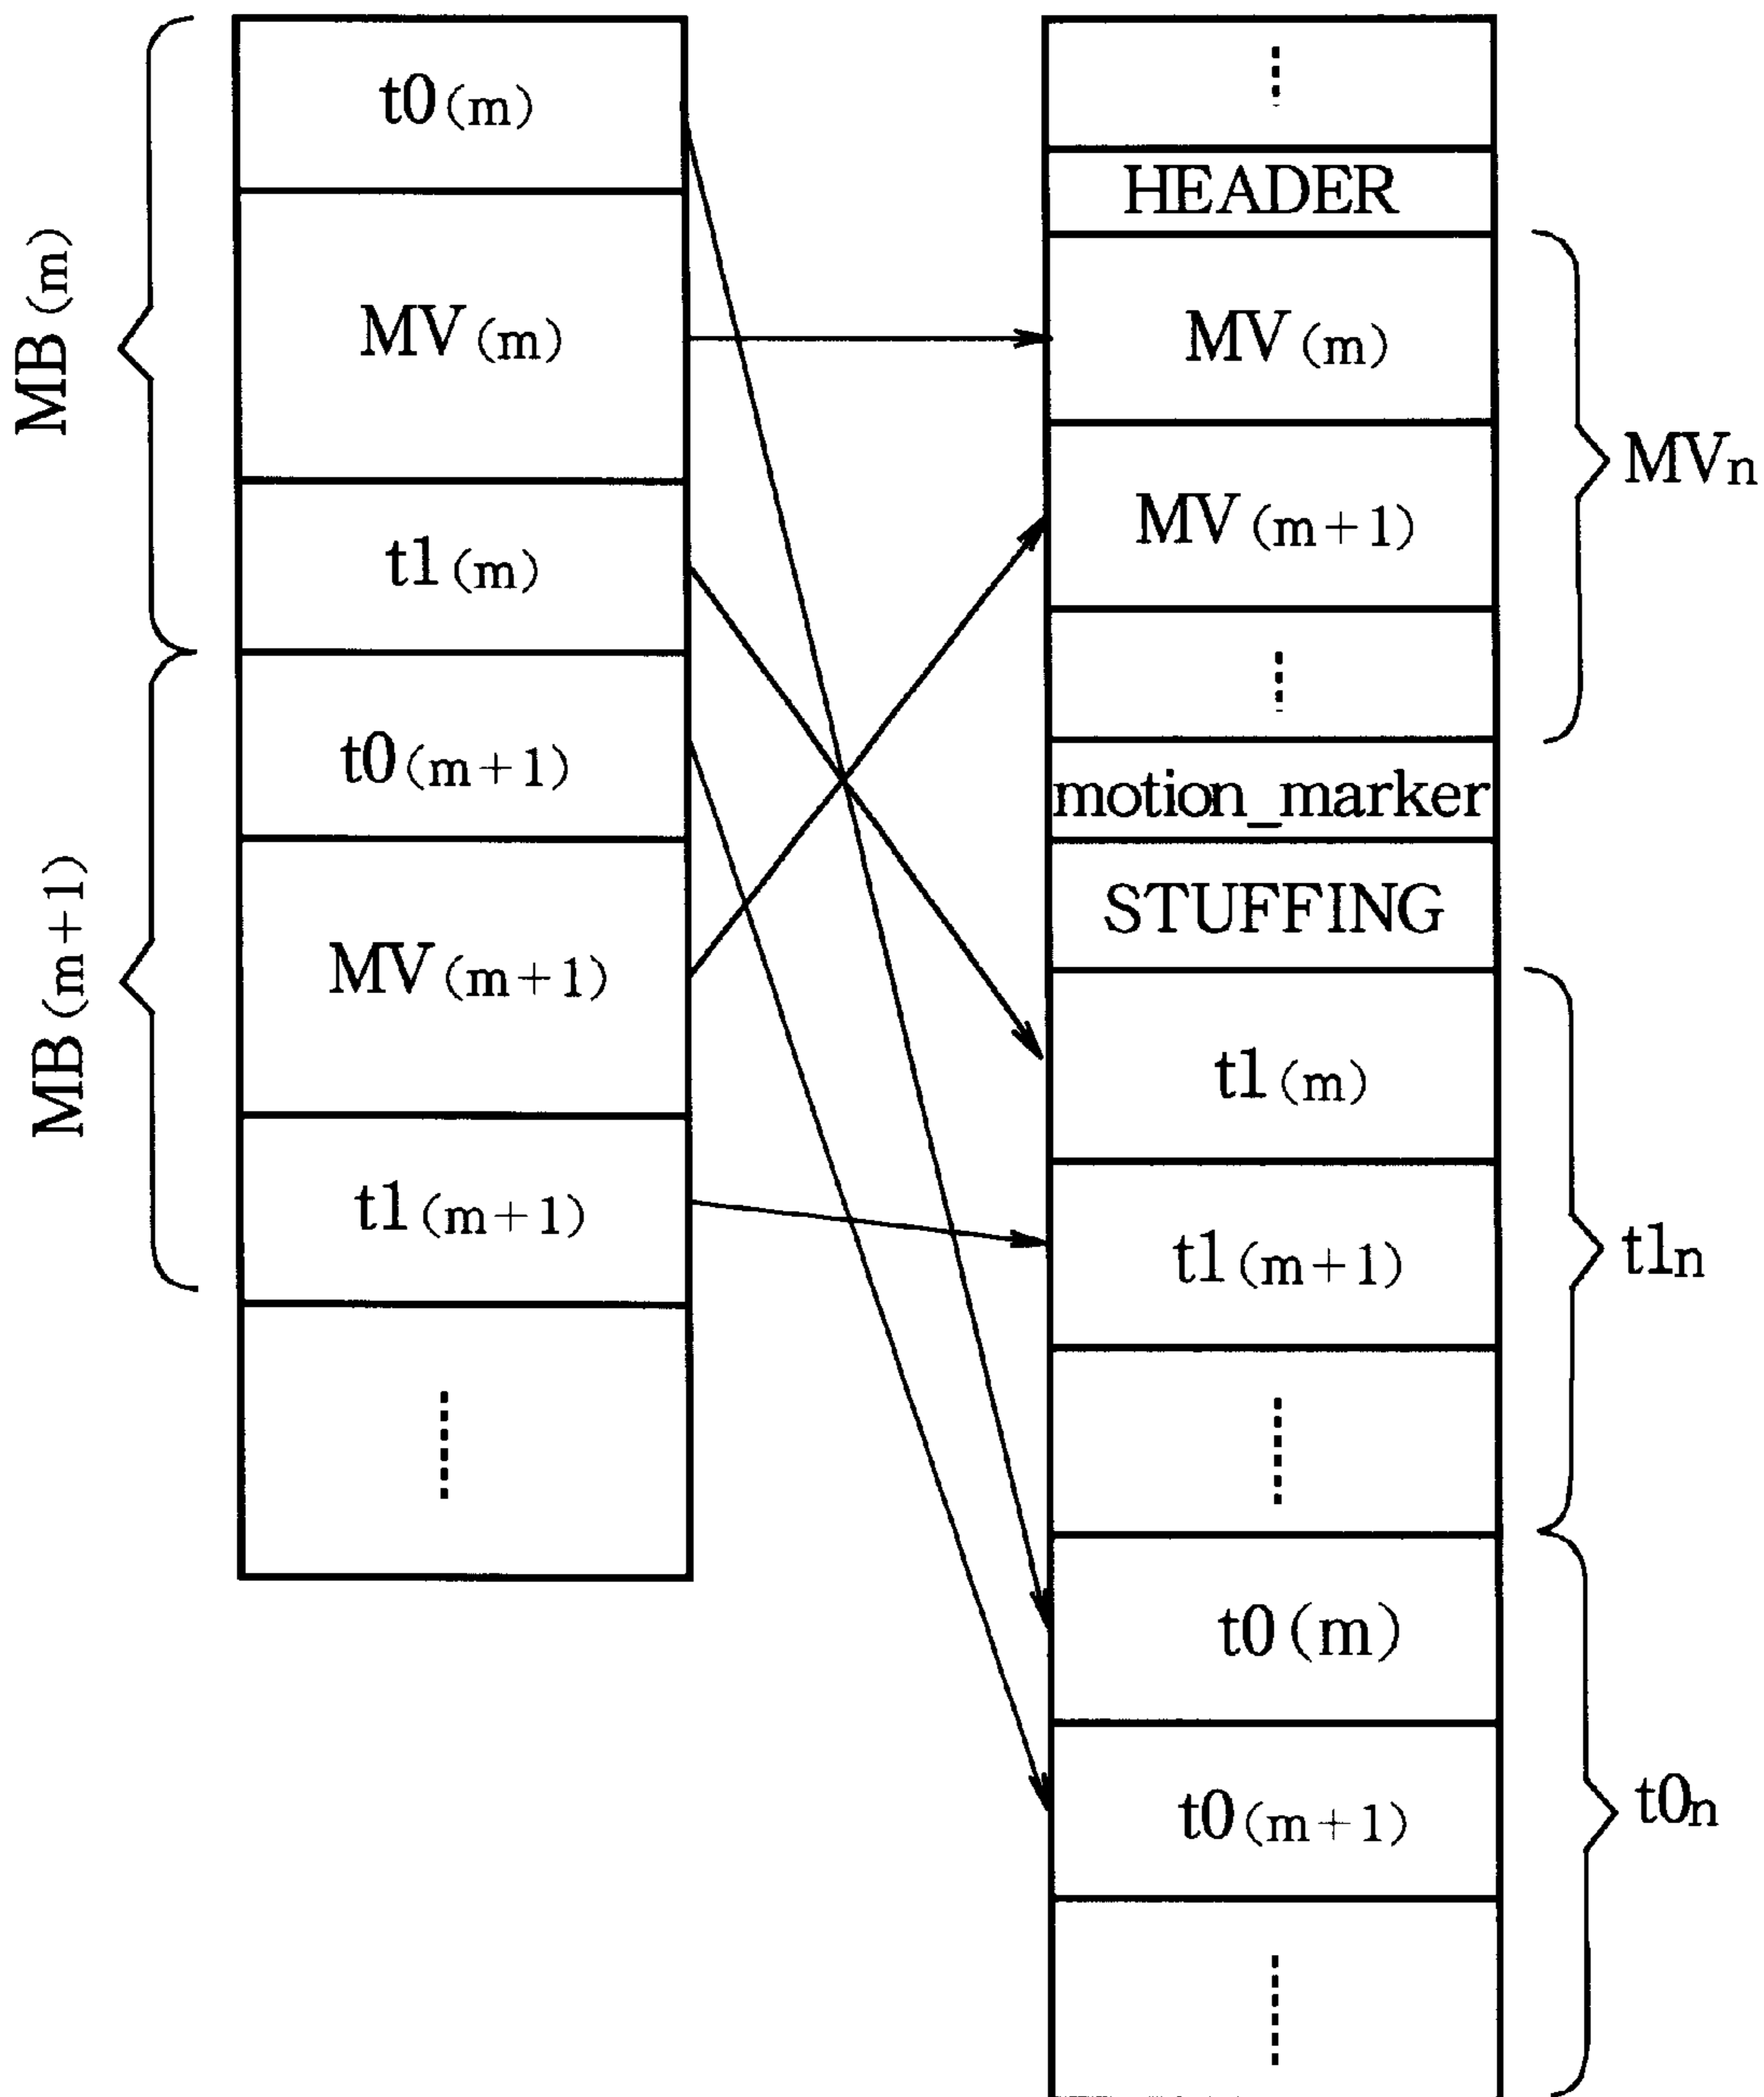 MB(m)
t0(m)
MV(m)
t1(m)
MB(m+1)
t0(m+1)
MV(m+1)
t1(m+1)
HEADER
MV(m)
MV(m+1)
MVn
motion_marker
STUFFING
t1(m)
t1(m+1)
t1n
t0(m)
t0(m+1)
t0n